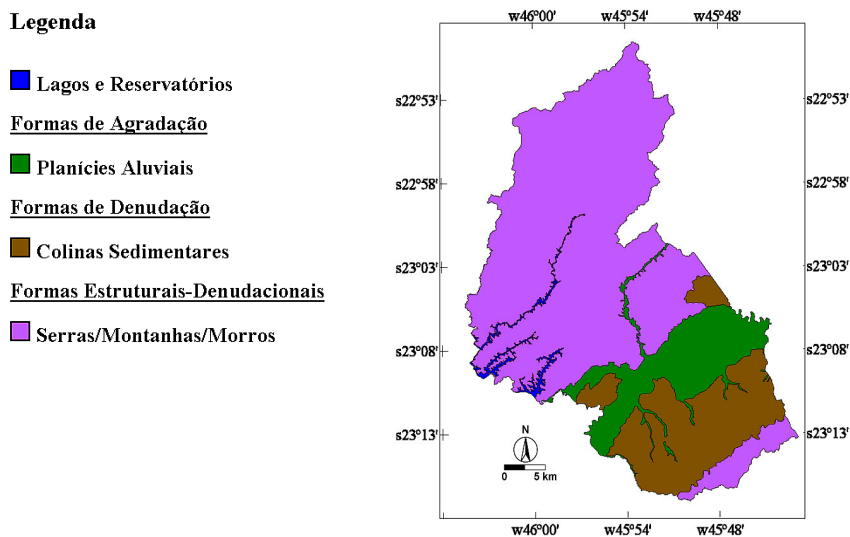 Legenda
Lagos e Reservatórios
Formas de Agradação
Planícies Aluviais
Formas de Denudação
Colinas Sedimentares
Formas Estruturais-Denudacionais
Serras/Montanhas/Morros
w46°00' w45°54' w45°48'
s22°53' s22°53'
s22°58' s22°58'
s23°03' s23°03'
s23°08' s23°08'
s23°13' s23°13'
N
0 5 km
w46°00' w45°54' w45°48'